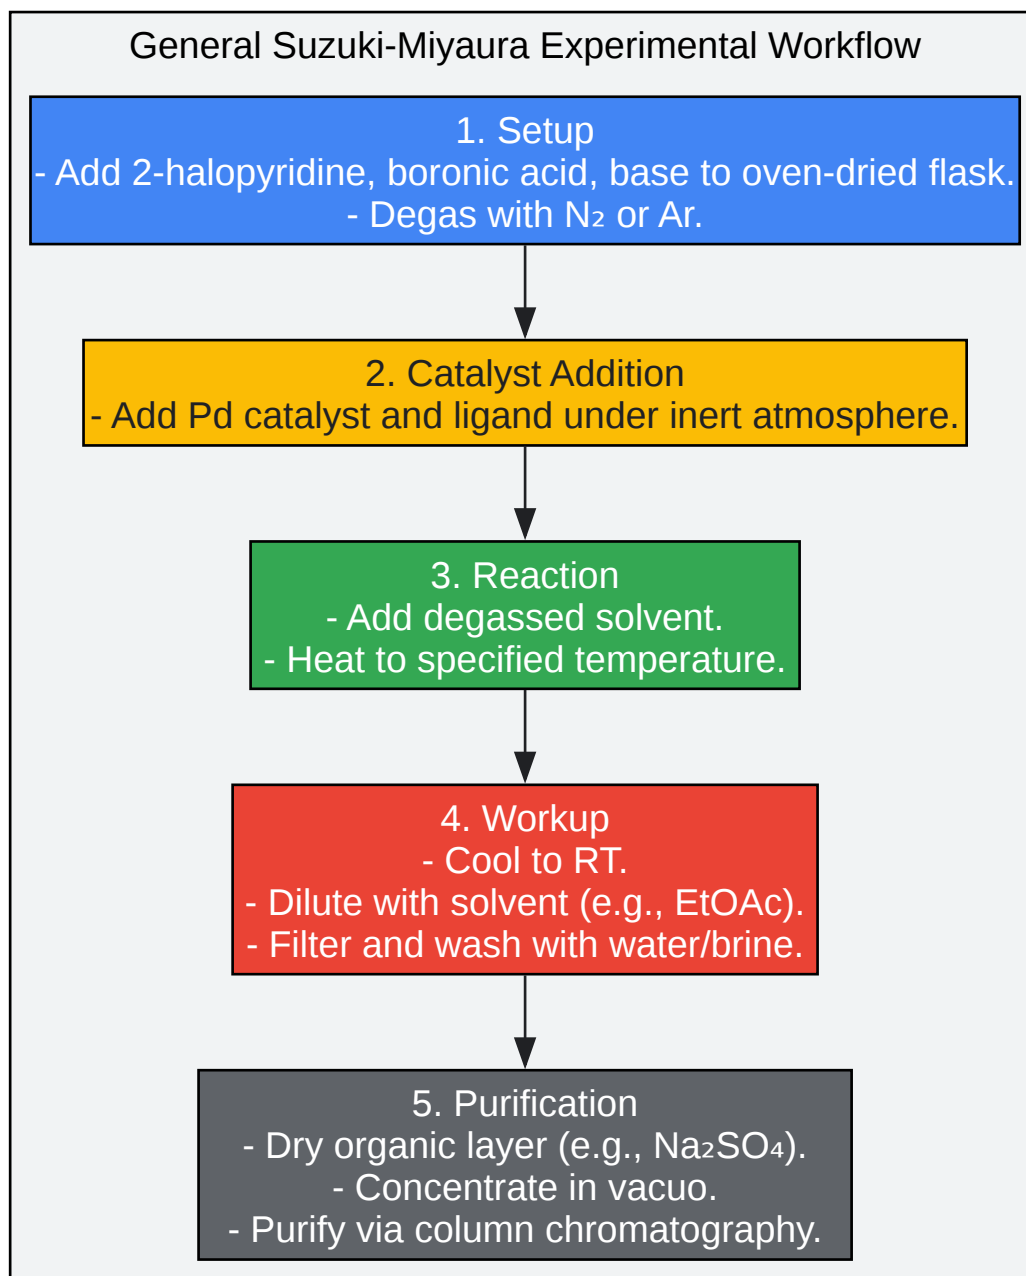 General Suzuki-Miyaura Experimental Workflow
1. Setup
- Add 2-halopyridine, boronic acid, base to oven-dried flask.
- Degas with N₂ or Ar.
2. Catalyst Addition
- Add Pd catalyst and ligand under inert atmosphere.
3. Reaction
- Add degassed solvent.
- Heat to specified temperature.
4. Workup
- Cool to RT.
- Dilute with solvent (e.g., EtOAc).
- Filter and wash with water/brine.
5. Purification
- Dry organic layer (e.g., Na₂SO₄).
- Concentrate in vacuo.
- Purify via column chromatography.